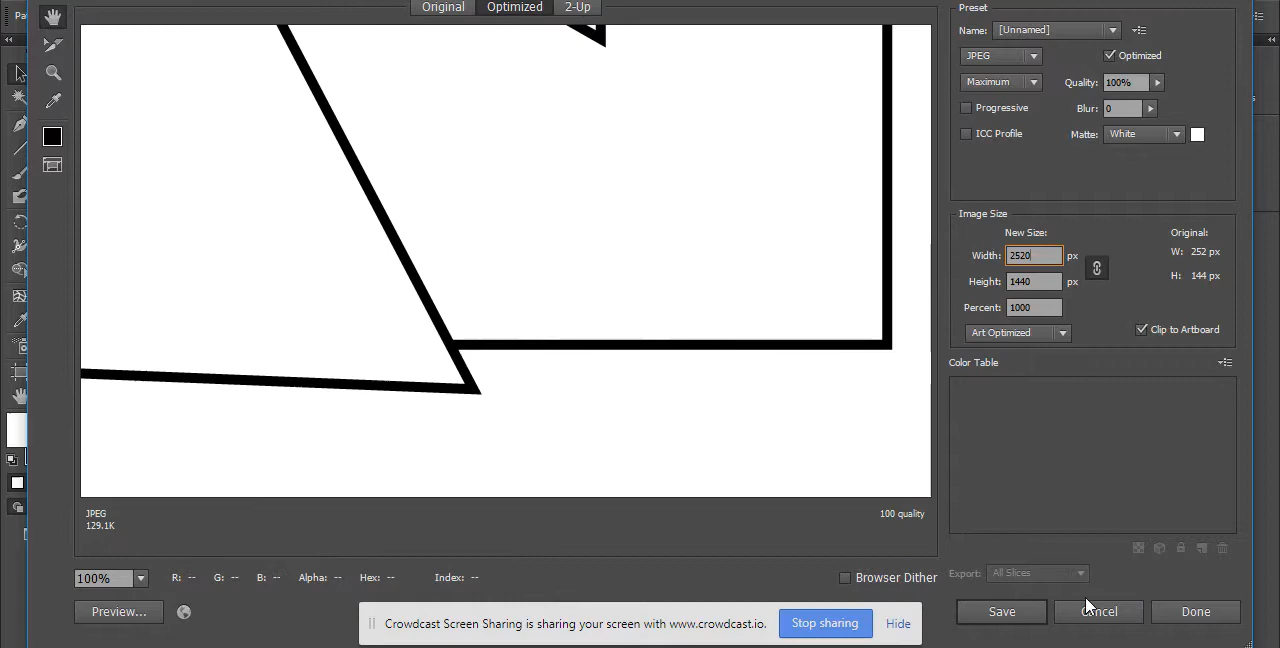 Pa
Original Optimized 2-Up
Preset
Name: [Unnamed]
JPEG Optimized
Maximum Quality: 100%
Progressive Blur: 0
ICC Profile Matte: White
Image Size
New Size: Original:
Width: 2520 px W: 252 px
Height: 1440 px H: 144 px
Percent: 1000
Art Optimized Clip to Artboard
Color Table
JPEG
129.1K
100 quality
100% R: -- G: -- B: -- Alpha: -- Hex: -- Index: --
Browser Dither
Export: All Slices
Preview... Save Cancel Done
Crowdcast Screen Sharing is sharing your screen with www.crowdcast.io. Stop sharing Hide